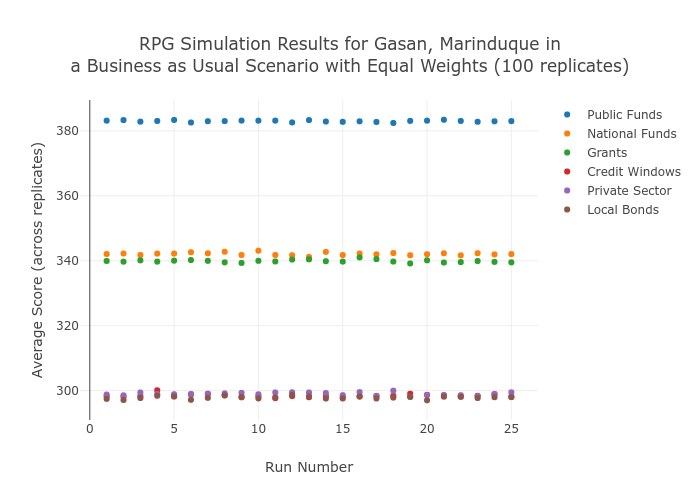 RPG Simulation Results for Gasan, Marinduque in
a Business as Usual Scenario with Equal Weights (100 replicates)
Average Score (across replicates)
380
360
340
320
300
0
5
10
15
20
25
Run Number
Public Funds
National Funds
Grants
Credit Windows
Private Sector
Local Bonds